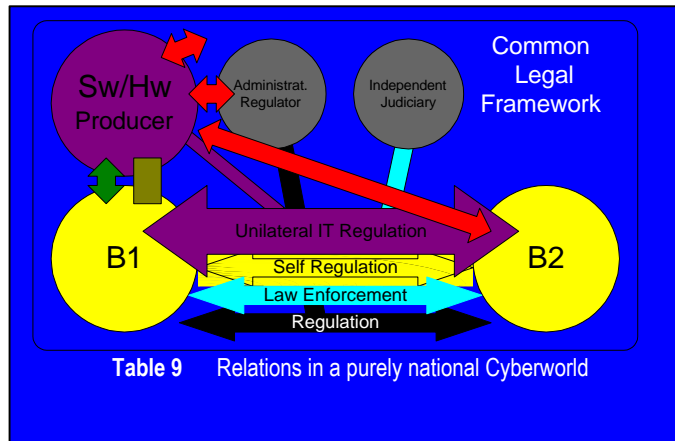 Common
Legal
Framework
Sw/Hw
Producer
Administrat.
Regulator
Independent
Judiciary
Unilateral IT Regulation
B1
B2
Self Regulation
Law Enforcement
Regulation
Table 9 Relations in a purely national Cyberworld